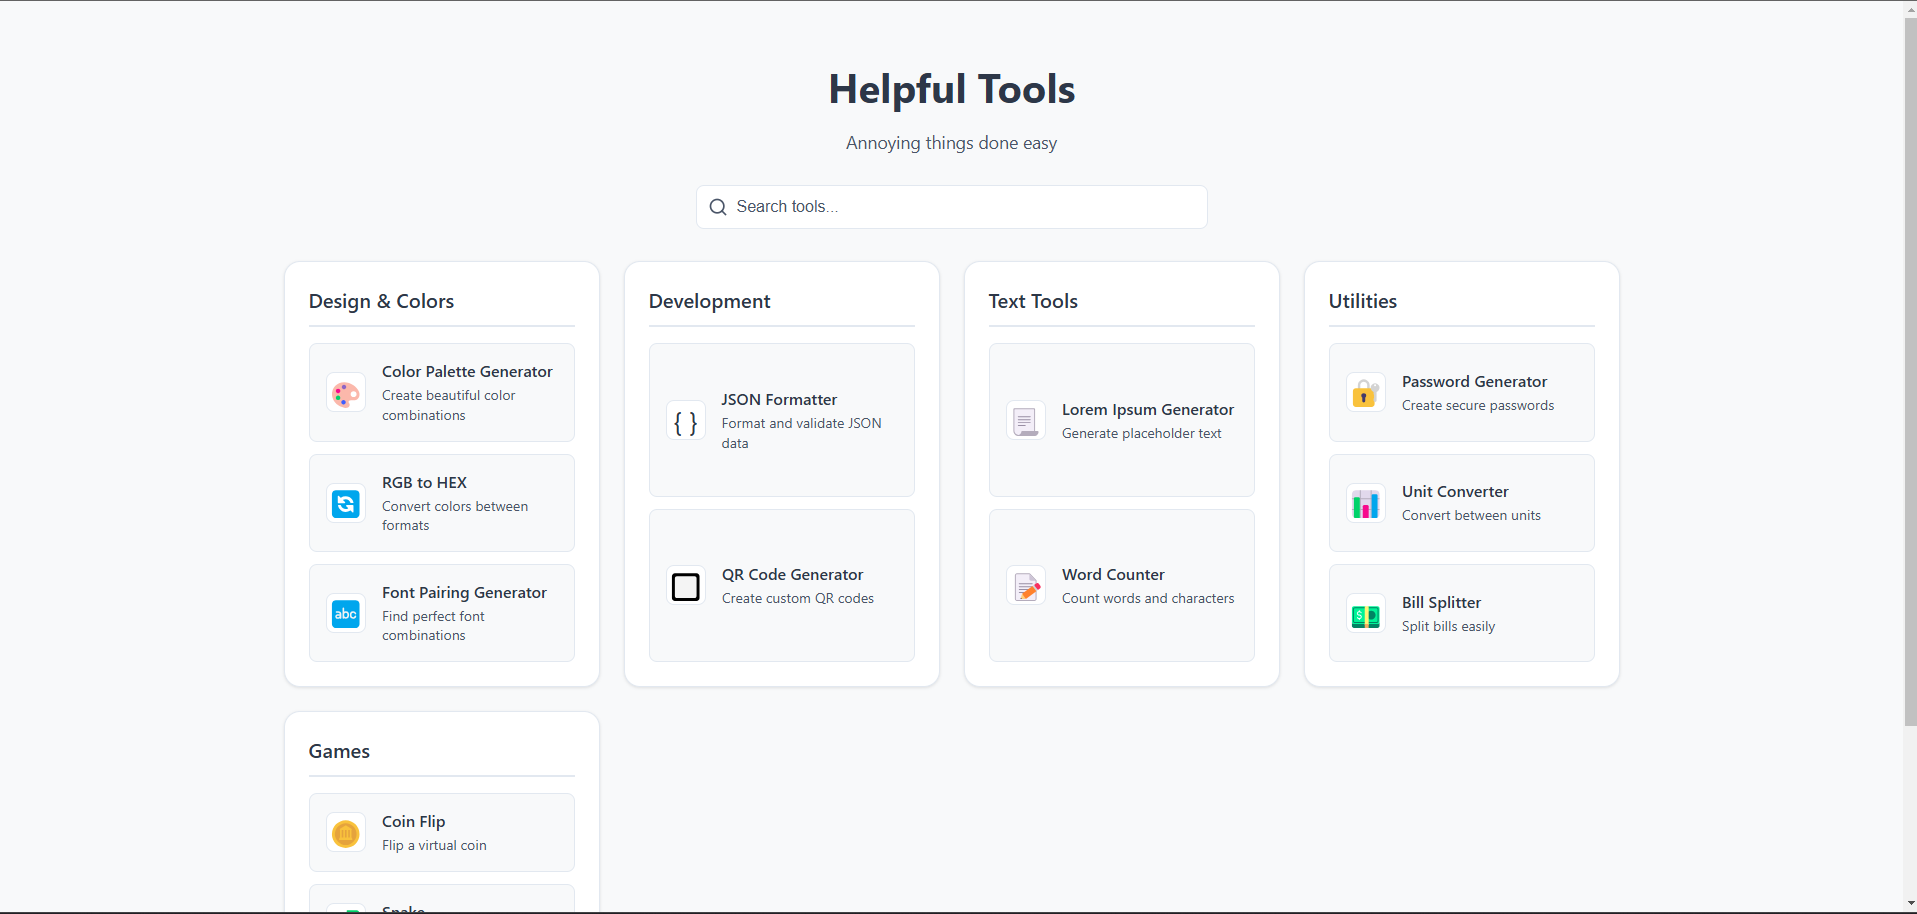 Helpful Tools
Annoying things done easy
Search tools...
Design & Colors
Color Palette Generator
Create beautiful color
combinations
RGB to HEX
Convert colors between
formats
abc
Font Pairing Generator
Find perfect font
combinations
Development
{ }
JSON Formatter
Format and validate JSON
data
QR Code Generator
Create custom QR codes
Text Tools
Lorem Ipsum Generator
Generate placeholder text
Word Counter
Count words and characters
Utilities
Password Generator
Create secure passwords
Unit Converter
Convert between units
Bill Splitter
Split bills easily
Games
Coin Flip
Flip a virtual coin
Snake